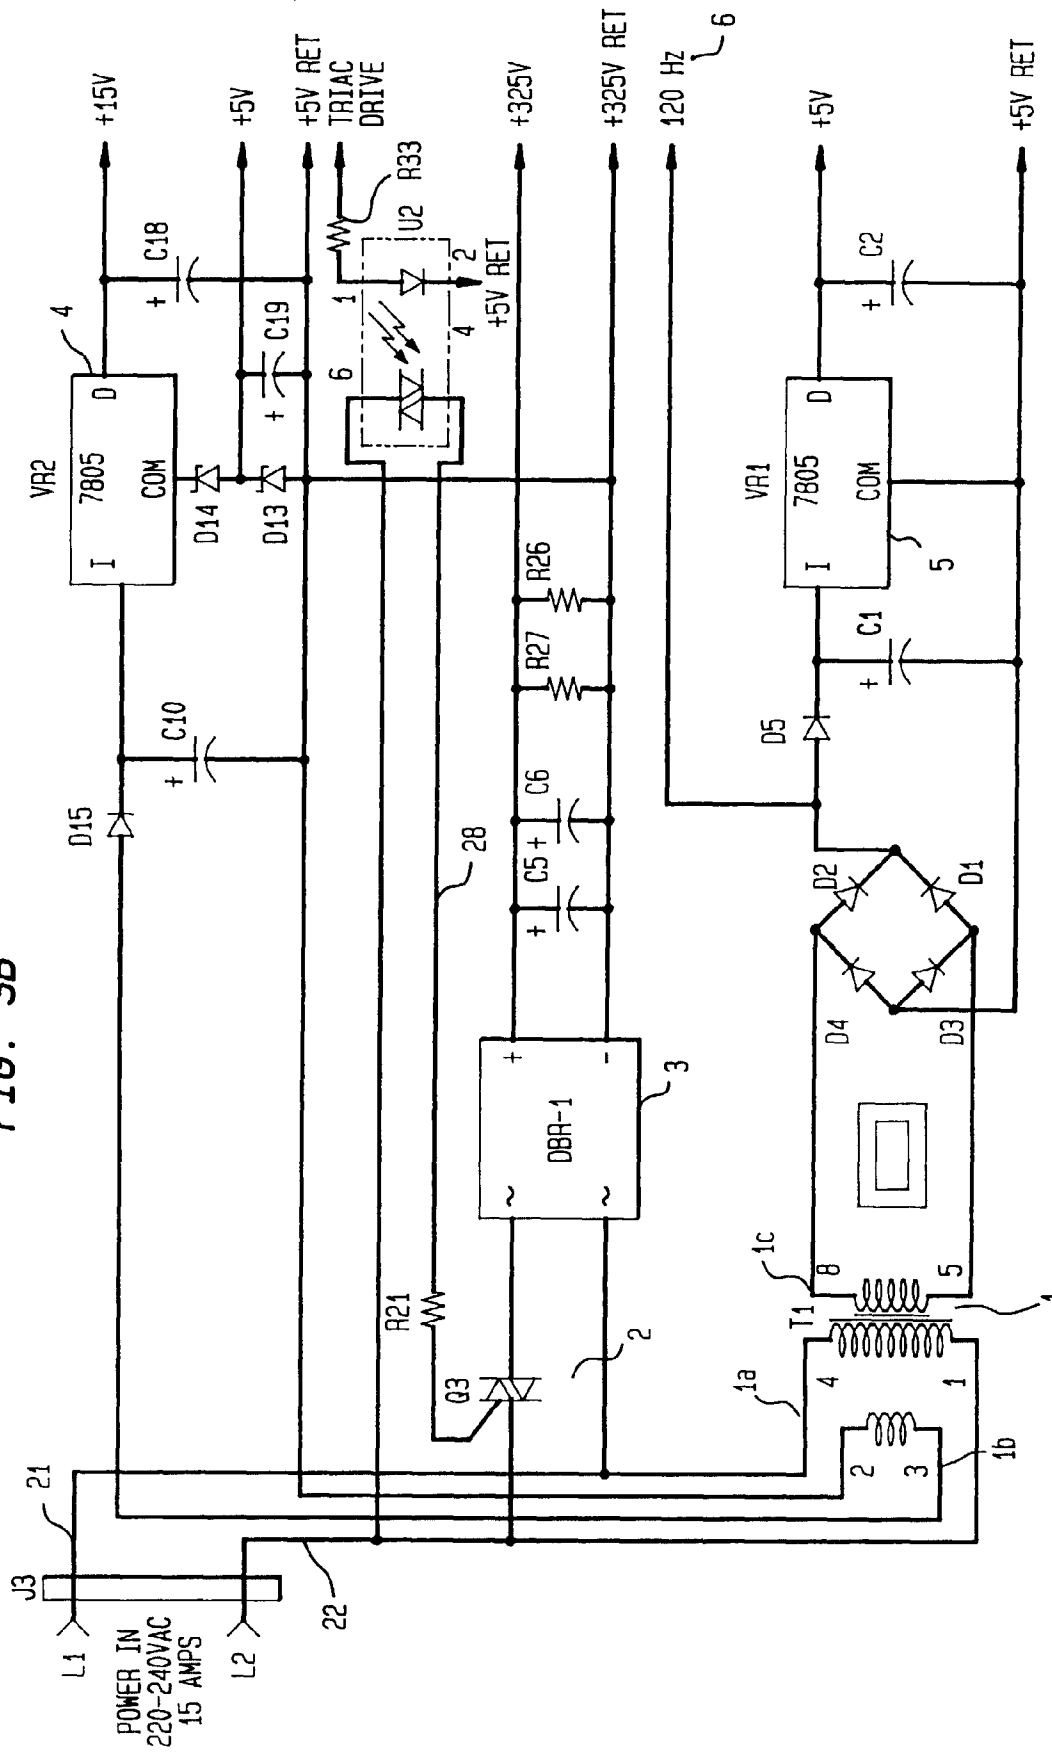 FIG. 3B
J3
21
L1
POWER IN
220-240VAC
15 AMPS
L2
22
D15
C10
+
VR2
I
7805
D
COM
4
D14
D13
C18
+
C19
+
+15V
+5V
+5V RET
TRIAC
DRIVE
R33
U2
1
2
6
4
+5V RET
R21
28
Q3
2
DBR-1
~
~
+
-
3
C5
+
C6
+
R27
R26
+325V
+325V RET
120 Hz
6
1a
1b
1c
T1
4
1
2
3
8
5
1
D2
D1
D4
D3
D5
C1
+
VR1
I
7805
D
COM
5
C2
+
+5V
+5V RET